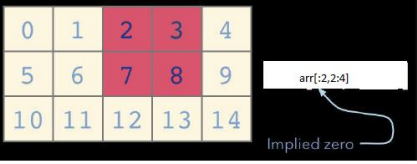 0 1 2 3 4
5 6 7 8 9
arr[:2,2:4]
10 11 12 13 14
Implied zero